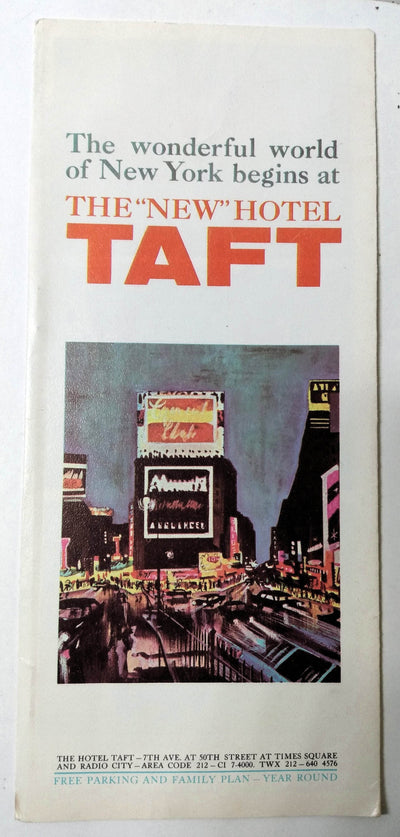 The wonderful world
of New York begins at
THE "NEW" HOTEL
TAFT
THE HOTEL TAFT – 7TH AVE. AT 50TH STREET AT TIMES SQUARE
AND RADIO CITY – AREA CODE 212 – CI 7-4000. TWX 212 – 640 4576
FREE PARKING AND FAMILY PLAN – YEAR ROUND